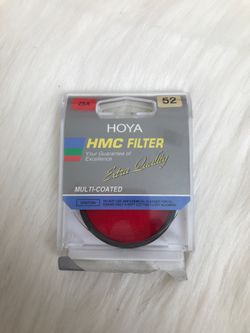 25A
52
HOYA
HMC FILTER
Your Guarantee of
Excellence
Extra Quality
MULTI-COATED